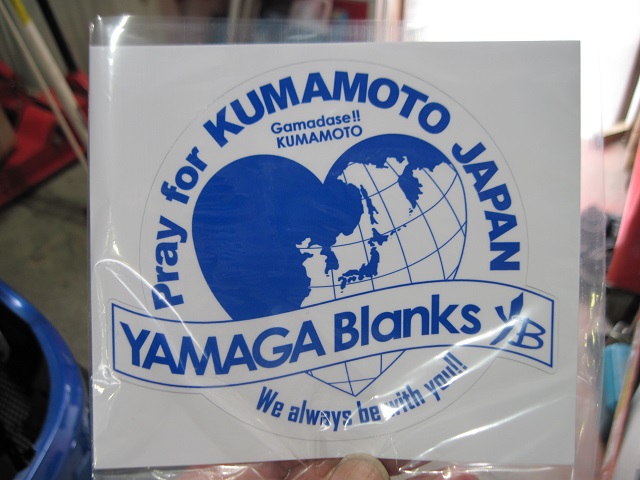 Pray for KUMAMOTO JAPAN
Gamadase!!
KUMAMOTO
YAMAGA Blanks YB
We always be with you!!